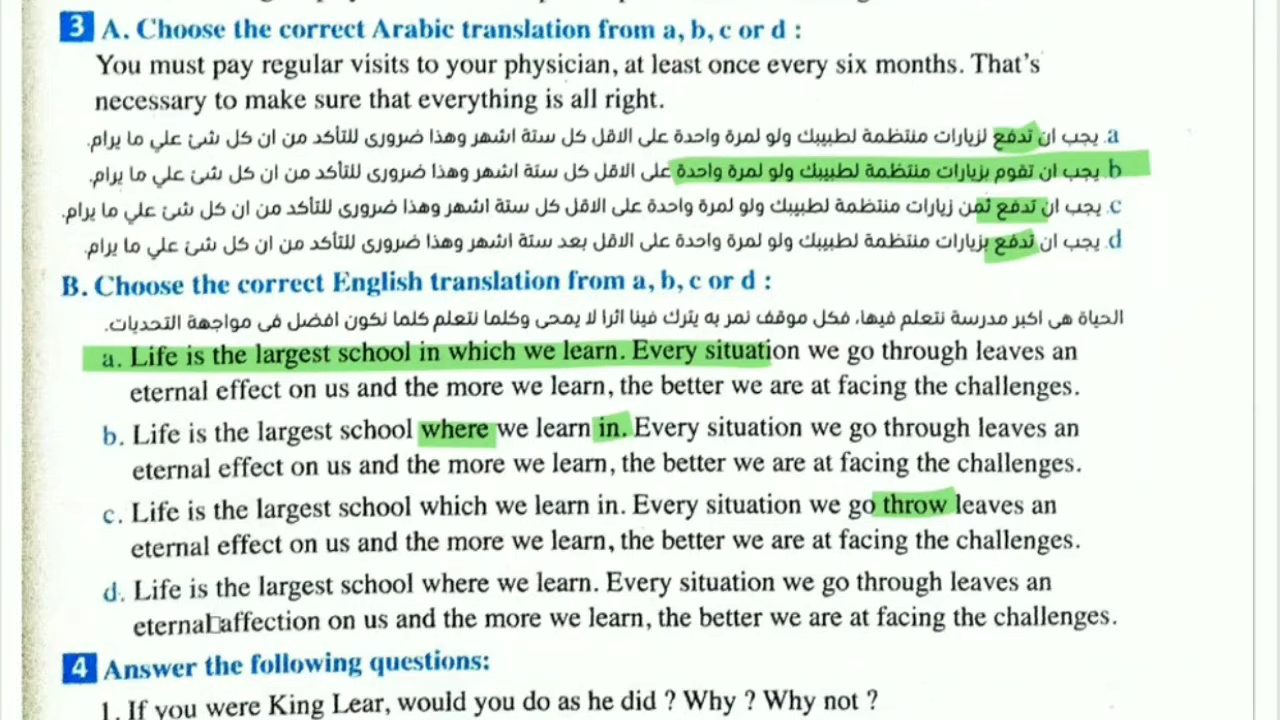 3 A. Choose the correct Arabic translation from a, b, c or d :
You must pay regular visits to your physician, at least once every six months. That's
necessary to make sure that everything is all right.
a. يجب ان تدفع لزيارات منتظمة لطبيبك ولو لمرة واحدة على الاقل كل ستة اشهر وهذا ضرورى للتأكد من ان كل شئ علي ما يرام.
b. يجب ان تقوم بزيارات منتظمة لطبيبك ولو لمرة واحدة على الاقل كل ستة اشهر وهذا ضرورى للتأكد من ان كل شئ علي ما يرام.
c. يجب ان تدفع ثمن زيارات منتظمة لطبيبك ولو لمرة واحدة على الاقل كل ستة اشهر وهذا ضرورى للتأكد من ان كل شئ علي ما يرام.
d. يجب ان تدفع بزيارات منتظمة لطبيبك ولو لمرة واحدة على الاقل بعد ستة اشهر وهذا ضرورى للتأكد من ان كل شئ علي ما يرام.
B. Choose the correct English translation from a, b, c or d :
الحياة هى اكبر مدرسة نتعلم فيها، فكل موقف نمر به يترك فينا اثرا لا يمحى وكلما نتعلم كلما نكون افضل فى مواجهة التحديات.
a. Life is the largest school in which we learn. Every situation we go through leaves an
eternal effect on us and the more we learn, the better we are at facing the challenges.
b. Life is the largest school where we learn in. Every situation we go through leaves an
eternal effect on us and the more we learn, the better we are at facing the challenges.
c. Life is the largest school which we learn in. Every situation we go throw leaves an
eternal effect on us and the more we learn, the better we are at facing the challenges.
d. Life is the largest school where we learn. Every situation we go through leaves an
eternal affection on us and the more we learn, the better we are at facing the challenges.
4 Answer the following questions:
1. If you were King Lear, would you do as he did ? Why ? Why not ?